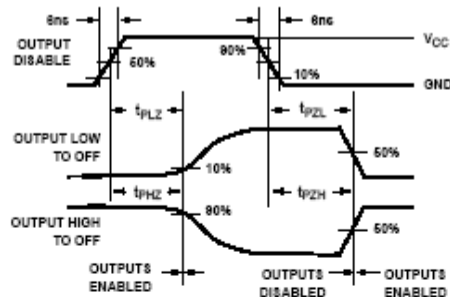 6ns
6ns
OUTPUT
DISABLE
50%
90%
VCC
10%
GND
tPLZ
tPZL
OUTPUT LOW
TO OFF
10%
50%
tPHZ
tPZH
OUTPUT HIGH
TO OFF
90%
50%
OUTPUTS
ENABLED
OUTPUTS
DISABLED
OUTPUTS
ENABLED